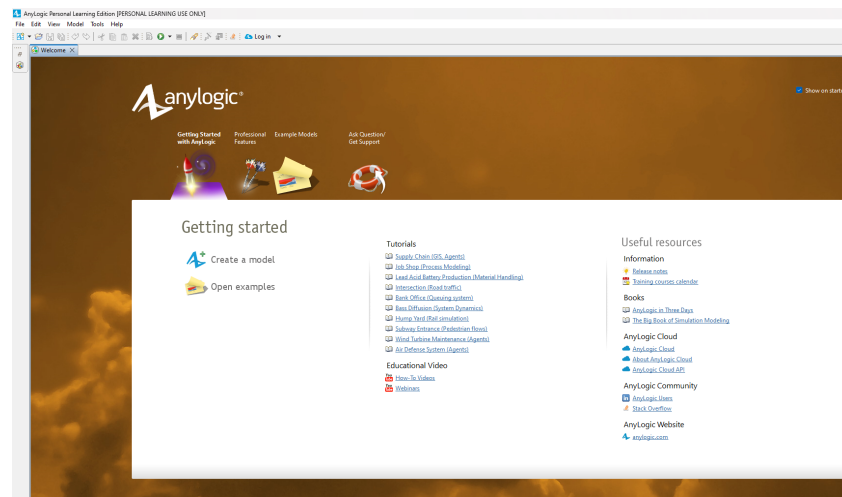 AnyLogic Personal Learning Edition [PERSONAL LEARNING USE ONLY]
File Edit View Model Tools Help
Log in
Welcome
anylogic®
Show on
Getting Started with AnyLogic
Professional Features
Example Models
Ask Question/ Get Support
Getting started
Create a model
Open examples
Tutorials
Supply Chain (GIS, Agents)
Job Shop (Process Modeling)
Lead Acid Battery Production (Material Handling)
Intersection (Road traffic)
Bank Office (Queuing system)
Bass Diffusion (System Dynamics)
Hump Yard (Rail simulation)
Subway Entrance (Pedestrian flows)
Wind Turbine Maintenance (Agents)
Air Defense System (Agents)
Educational Video
How-To Videos
Webinars
Useful resources
Information
Release notes
Training courses calendar
Books
AnyLogic in Three Days
The Big Book of Simulation Modeling
AnyLogic Cloud
AnyLogic Cloud
About AnyLogic Cloud
AnyLogic Cloud API
AnyLogic Community
AnyLogic Users
Stack Overflow
AnyLogic Website
anylogic.com